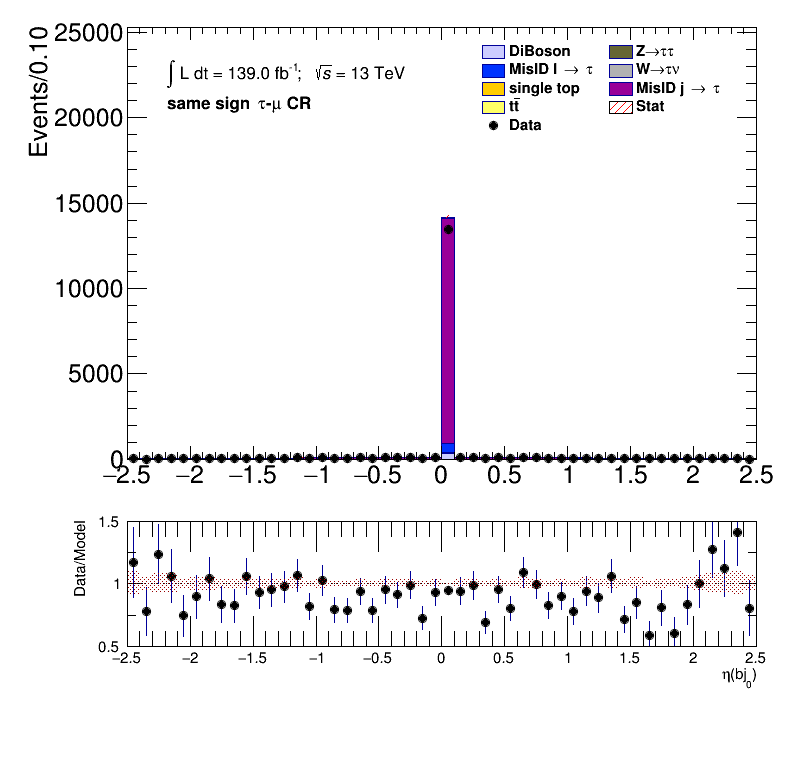 Events/0.10
25000
20000
15000
10000
5000
0
∫ L dt = 139.0 fb⁻¹; √s = 13 TeV
same sign τ-μ CR
DiBoson
MisID l → τ
single top
tt̄
Data
Z→ττ
W→τν
MisID j → τ
Stat
−2.5 −2 −1.5 −1 −0.5 0 0.5 1 1.5 2 2.5
Data/Model
1.5
1
0.5
−2.5 −2 −1.5 −1 −0.5 0 0.5 1 1.5 2 2.5
η(bj₀)